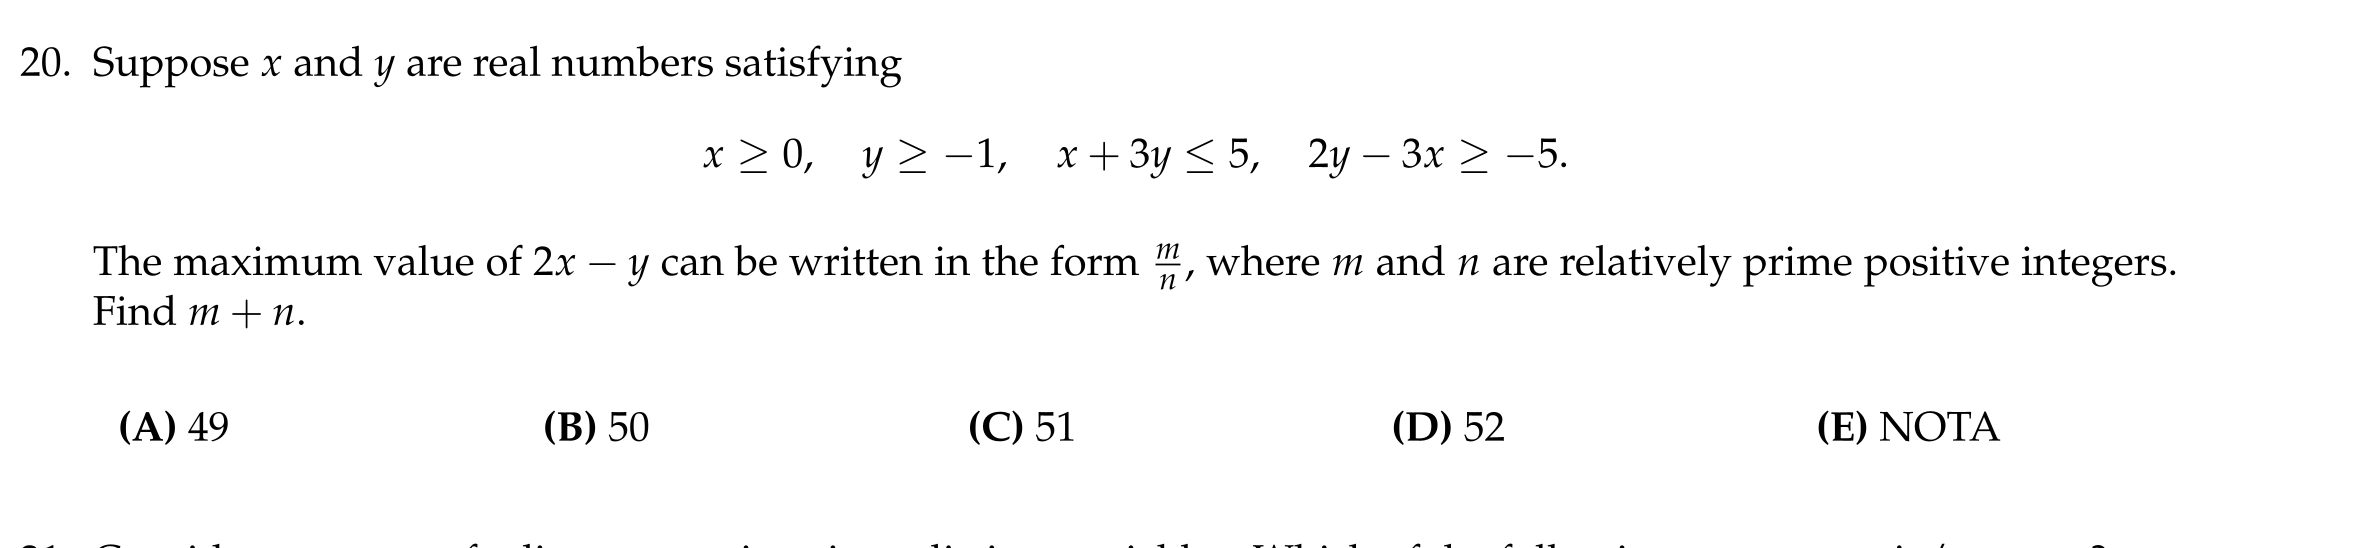 20. Suppose x and y are real numbers satisfying
x ≥ 0, y ≥ −1, x + 3y ≤ 5, 2y − 3x ≥ −5.
The maximum value of 2x − y can be written in the form m/n, where m and n are relatively prime positive integers.
Find m + n.
(A) 49 (B) 50 (C) 51 (D) 52 (E) NOTA